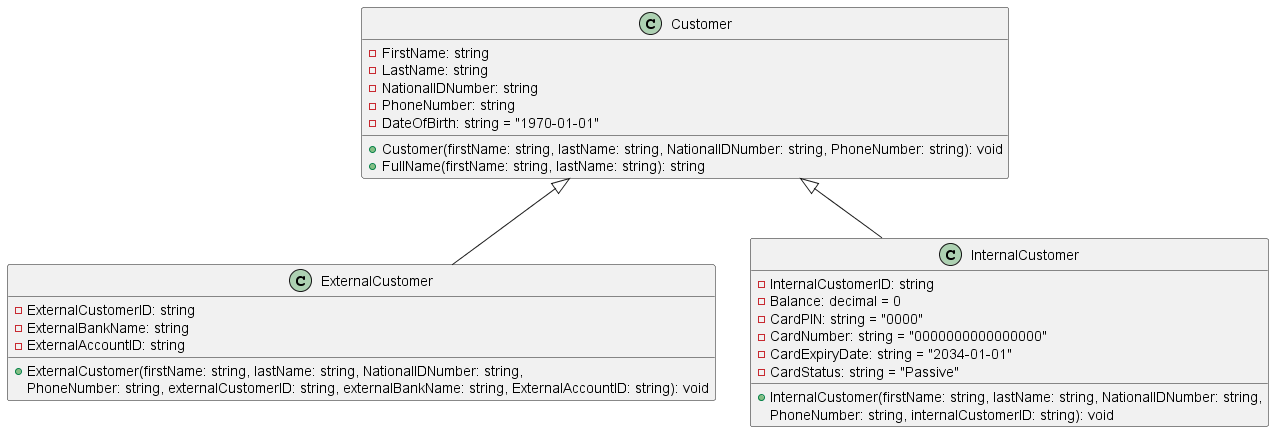 C Customer
FirstName: string
LastName: string
NationalIDNumber: string
PhoneNumber: string
DateOfBirth: string = "1970-01-01"
Customer(firstName: string, lastName: string, NationalIDNumber: string, PhoneNumber: string): void
FullName(firstName: string, lastName: string): string
C ExternalCustomer
ExternalCustomerID: string
ExternalBankName: string
ExternalAccountID: string
ExternalCustomer(firstName: string, lastName: string, NationalIDNumber: string,
PhoneNumber: string, externalCustomerID: string, externalBankName: string, ExternalAccountID: string): void
C InternalCustomer
InternalCustomerID: string
Balance: decimal = 0
CardPIN: string = "0000"
CardNumber: string = "0000000000000000"
CardExpiryDate: string = "2034-01-01"
CardStatus: string = "Passive"
InternalCustomer(firstName: string, lastName: string, NationalIDNumber: string,
PhoneNumber: string, internalCustomerID: string): void